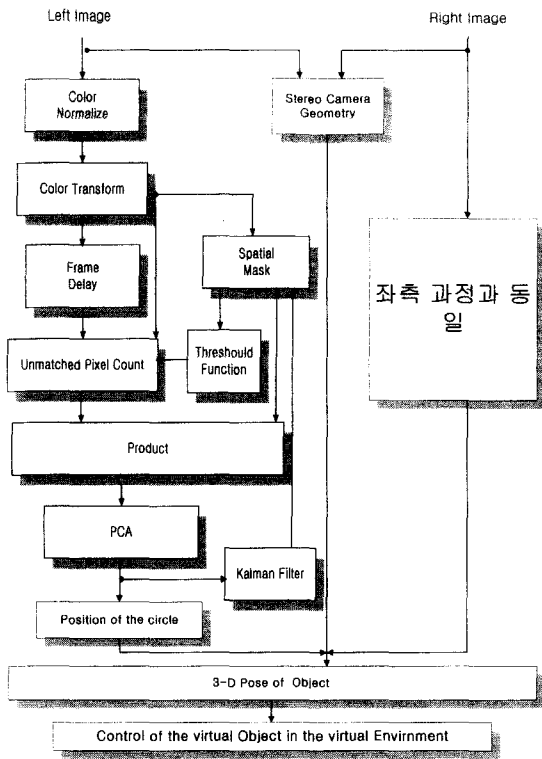 Left Image
Right Image
Color
Normalize
Stereo Camera
Geometry
Color Transform
Frame
Delay
Spatial
Mask
좌측 과정과 동
일
Unmatched Pixel Count
Threshould
Function
Product
PCA
Kalman Filter
Position of the circle
3-D Pose of Object
Control of the virtual Object in the virtual Envirnment